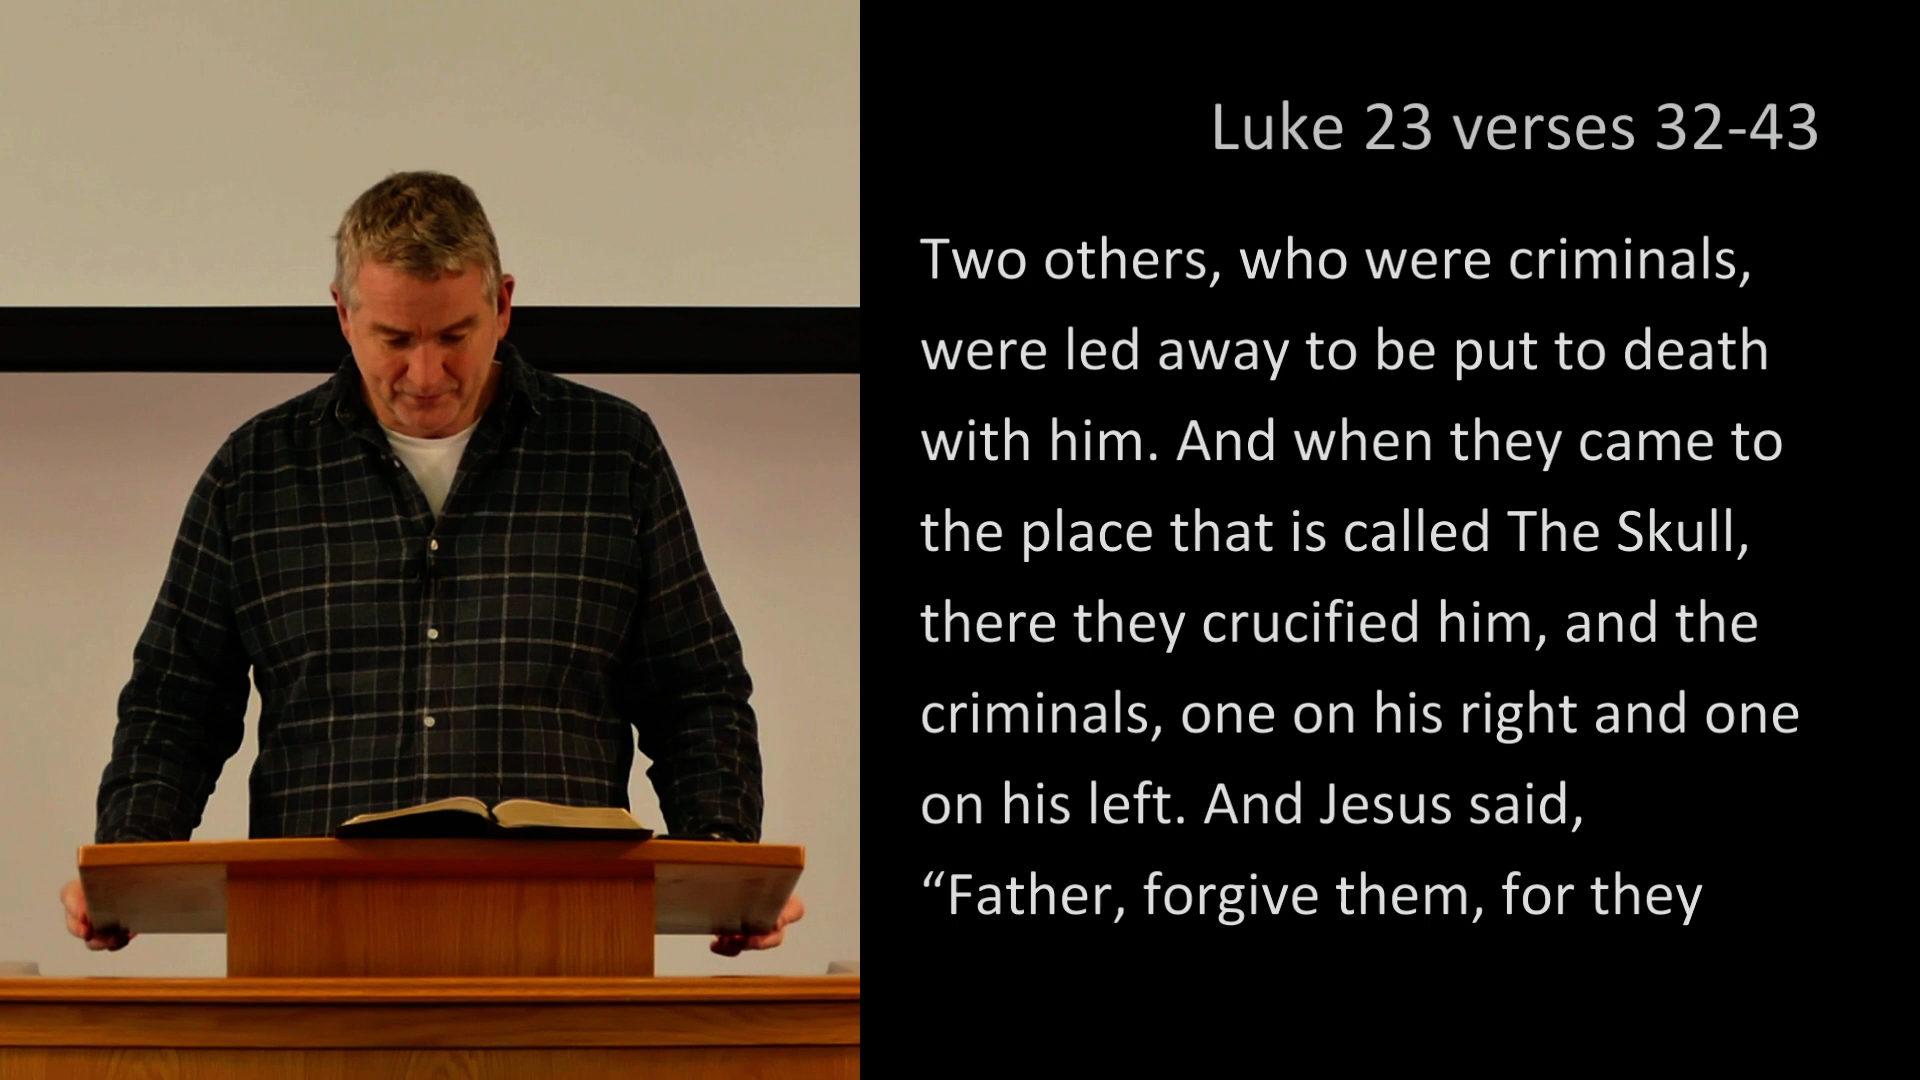 Luke 23 verses 32-43
Two others, who were criminals,
were led away to be put to death
with him. And when they came to
the place that is called The Skull,
there they crucified him, and the
criminals, one on his right and one
on his left. And Jesus said,
“Father, forgive them, for they